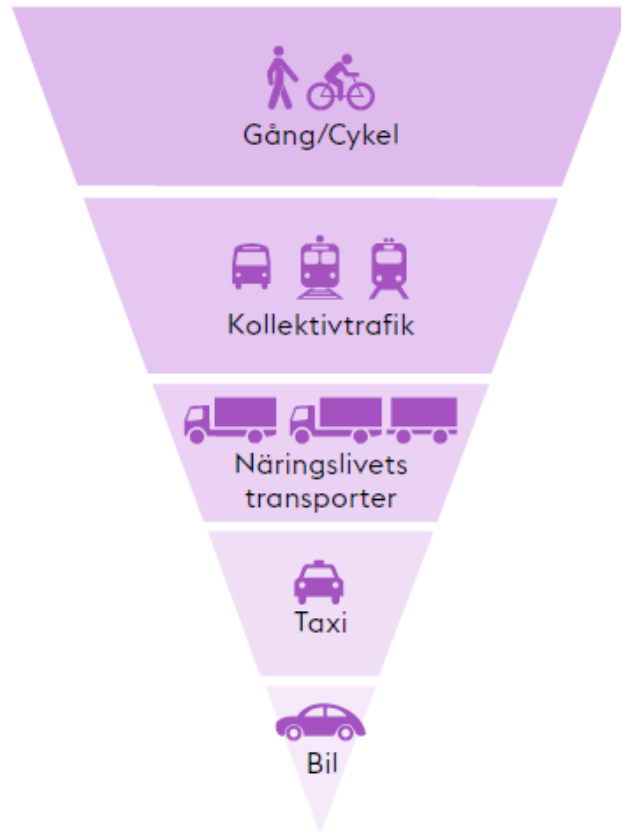 Gång/Cykel
Kollektivtrafik
Näringslivets
transporter
Taxi
Bil